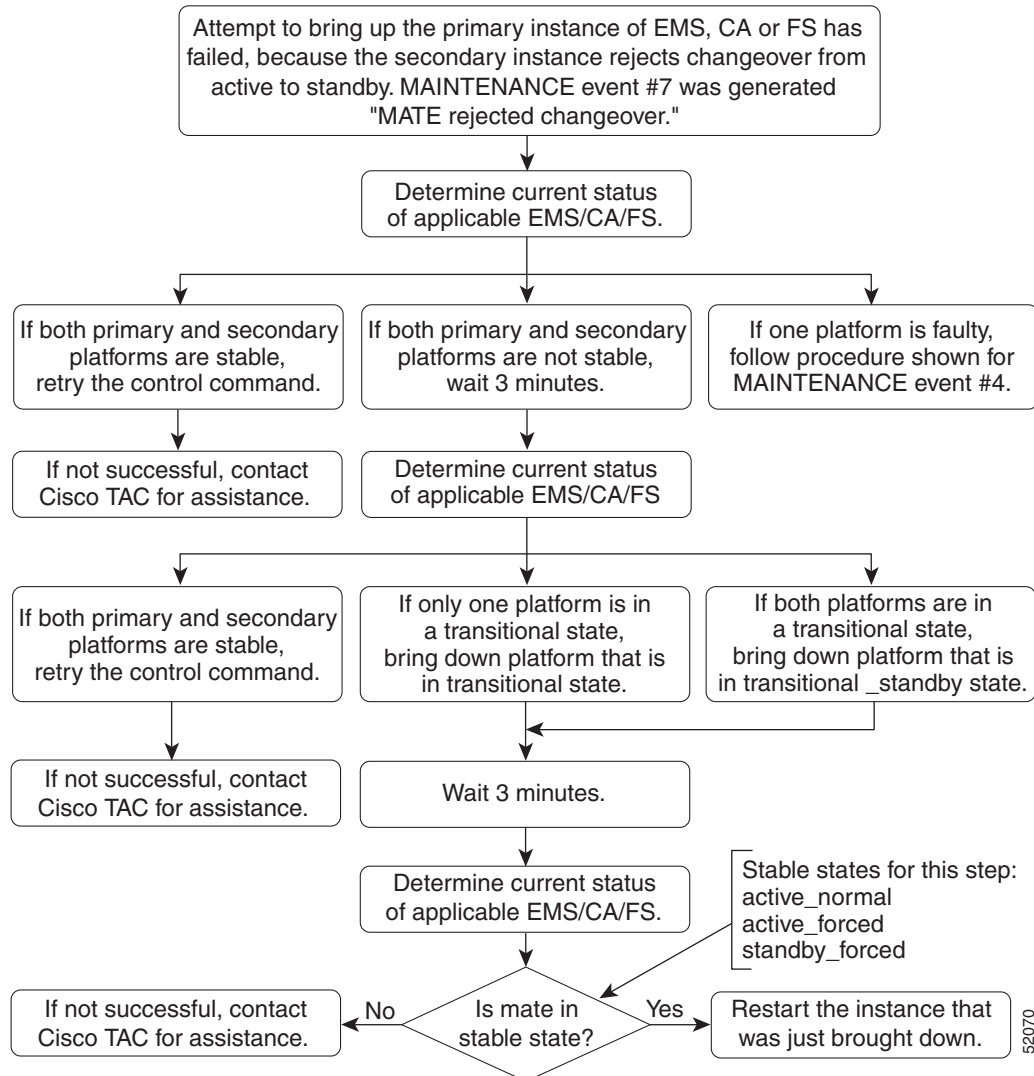 Attempt to bring up the primary instance of EMS, CA or FS has
failed, because the secondary instance rejects changeover from
active to standby. MAINTENANCE event #7 was generated
"MATE rejected changeover."
Determine current status
of applicable EMS/CA/FS.
If both primary and secondary
platforms are stable,
retry the control command.
If both primary and secondary
platforms are not stable,
wait 3 minutes.
If one platform is faulty,
follow procedure shown for
MAINTENANCE event #4.
If not successful, contact
Cisco TAC for assistance.
Determine current status
of applicable EMS/CA/FS
If both primary and secondary
platforms are stable,
retry the control command.
If only one platform is in
a transitional state,
bring down platform that is
in transitional state.
If both platforms are in
a transitional state,
bring down platform that is
in transitional _standby state.
If not successful, contact
Cisco TAC for assistance.
Wait 3 minutes.
Determine current status
of applicable EMS/CA/FS.
Stable states for this step:
active_normal
active_forced
standby_forced
If not successful, contact
Cisco TAC for assistance.
No
Is mate in
stable state?
Yes
Restart the instance that
was just brought down.
52070